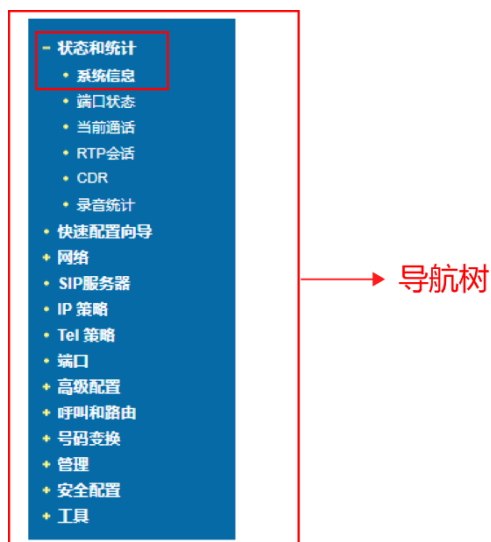 状态和统计
系统信息
端口状态
当前通话
RTP会话
CDR
录音统计
快速配置向导
网络
SIP服务器
IP 策略
Tel 策略
端口
高级配置
呼叫和路由
号码变换
管理
安全配置
工具
导航树